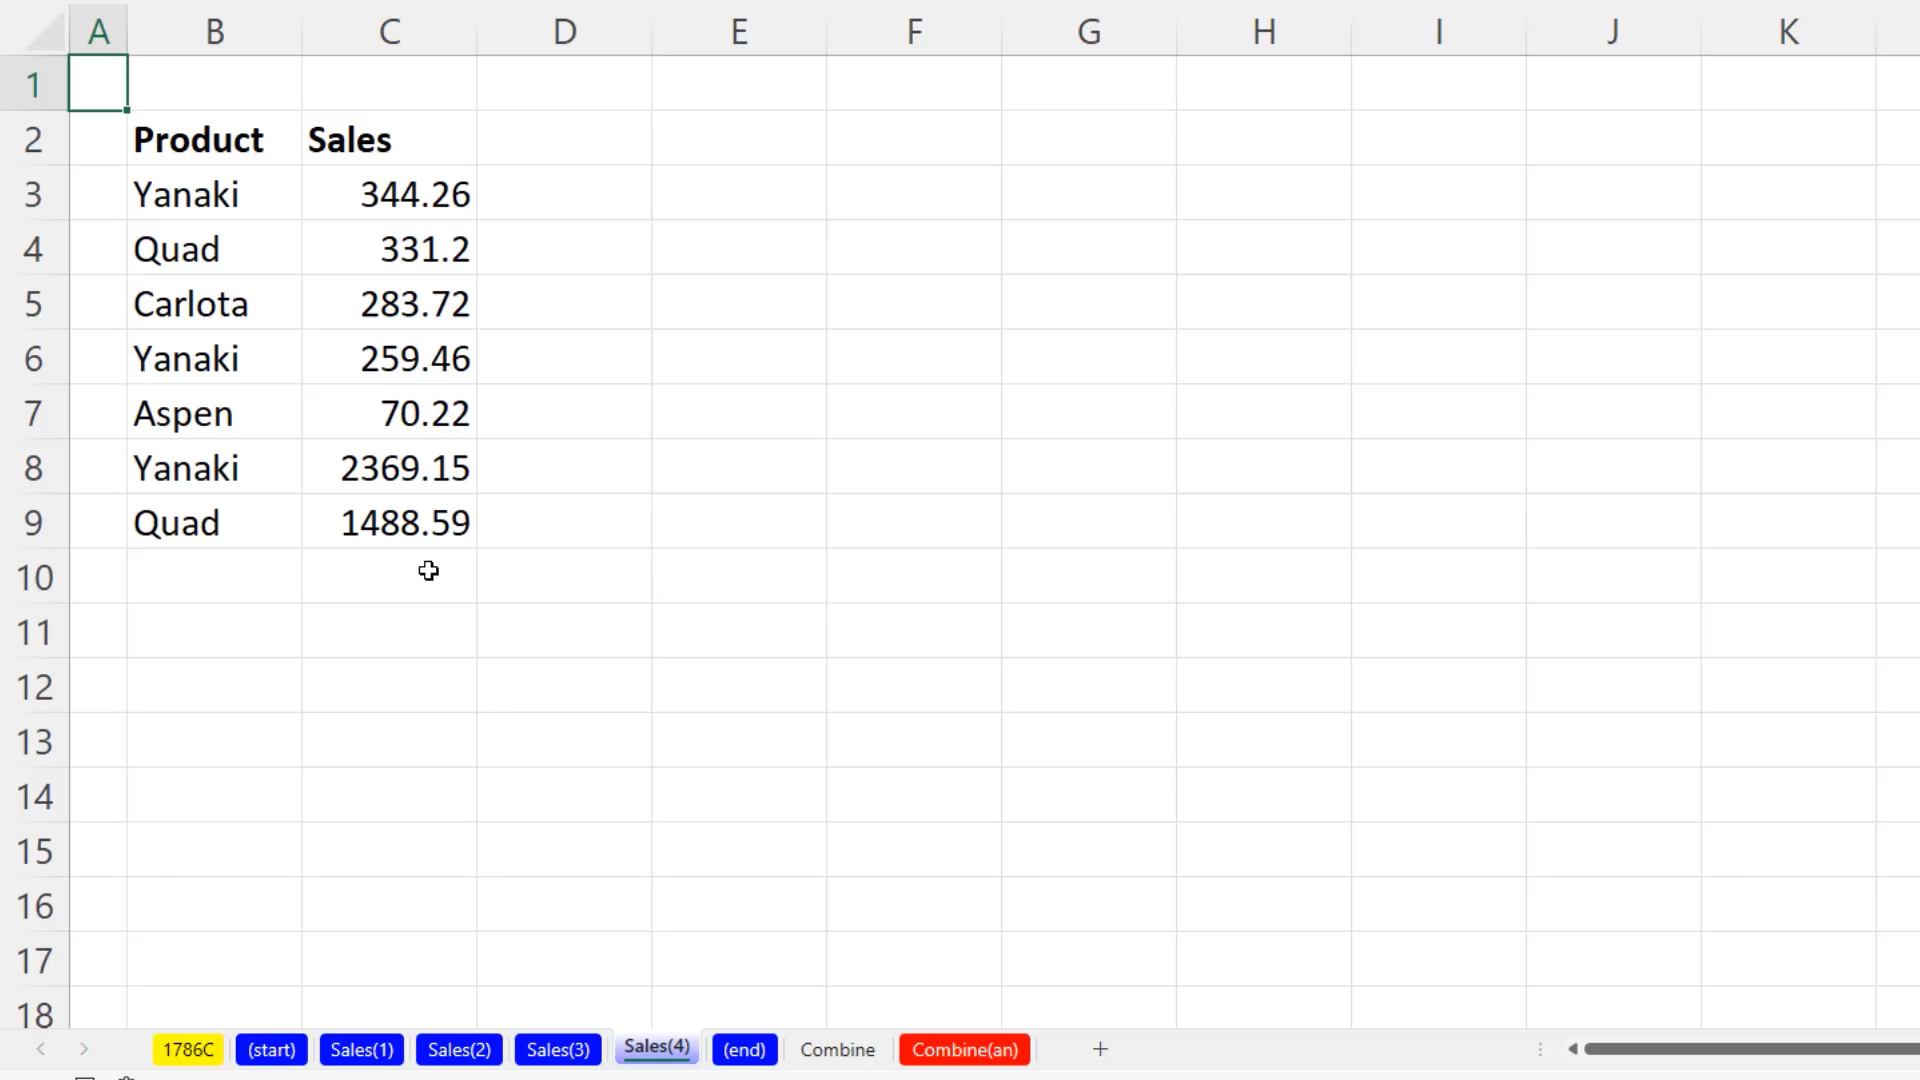 A B C D E F G H I J K
1
2 Product Sales
3 Yanaki 344.26
4 Quad 331.2
5 Carlota 283.72
6 Yanaki 259.46
7 Aspen 70.22
8 Yanaki 2369.15
9 Quad 1488.59
10
11
12
13
14
15
16
17
18
1786C (start) Sales(1) Sales(2) Sales(3) Sales(4) (end) Combine Combine(an)